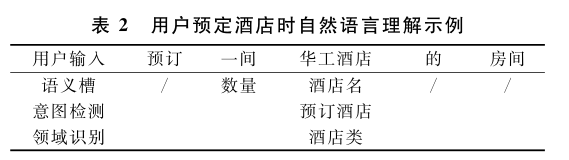 表 2 用户预定酒店时自然语言理解示例
用户输入 预订 一间 华工酒店 的 房间
语义槽 / 数量 酒店名 / /
意图检测 预订酒店
领域识别 酒店类